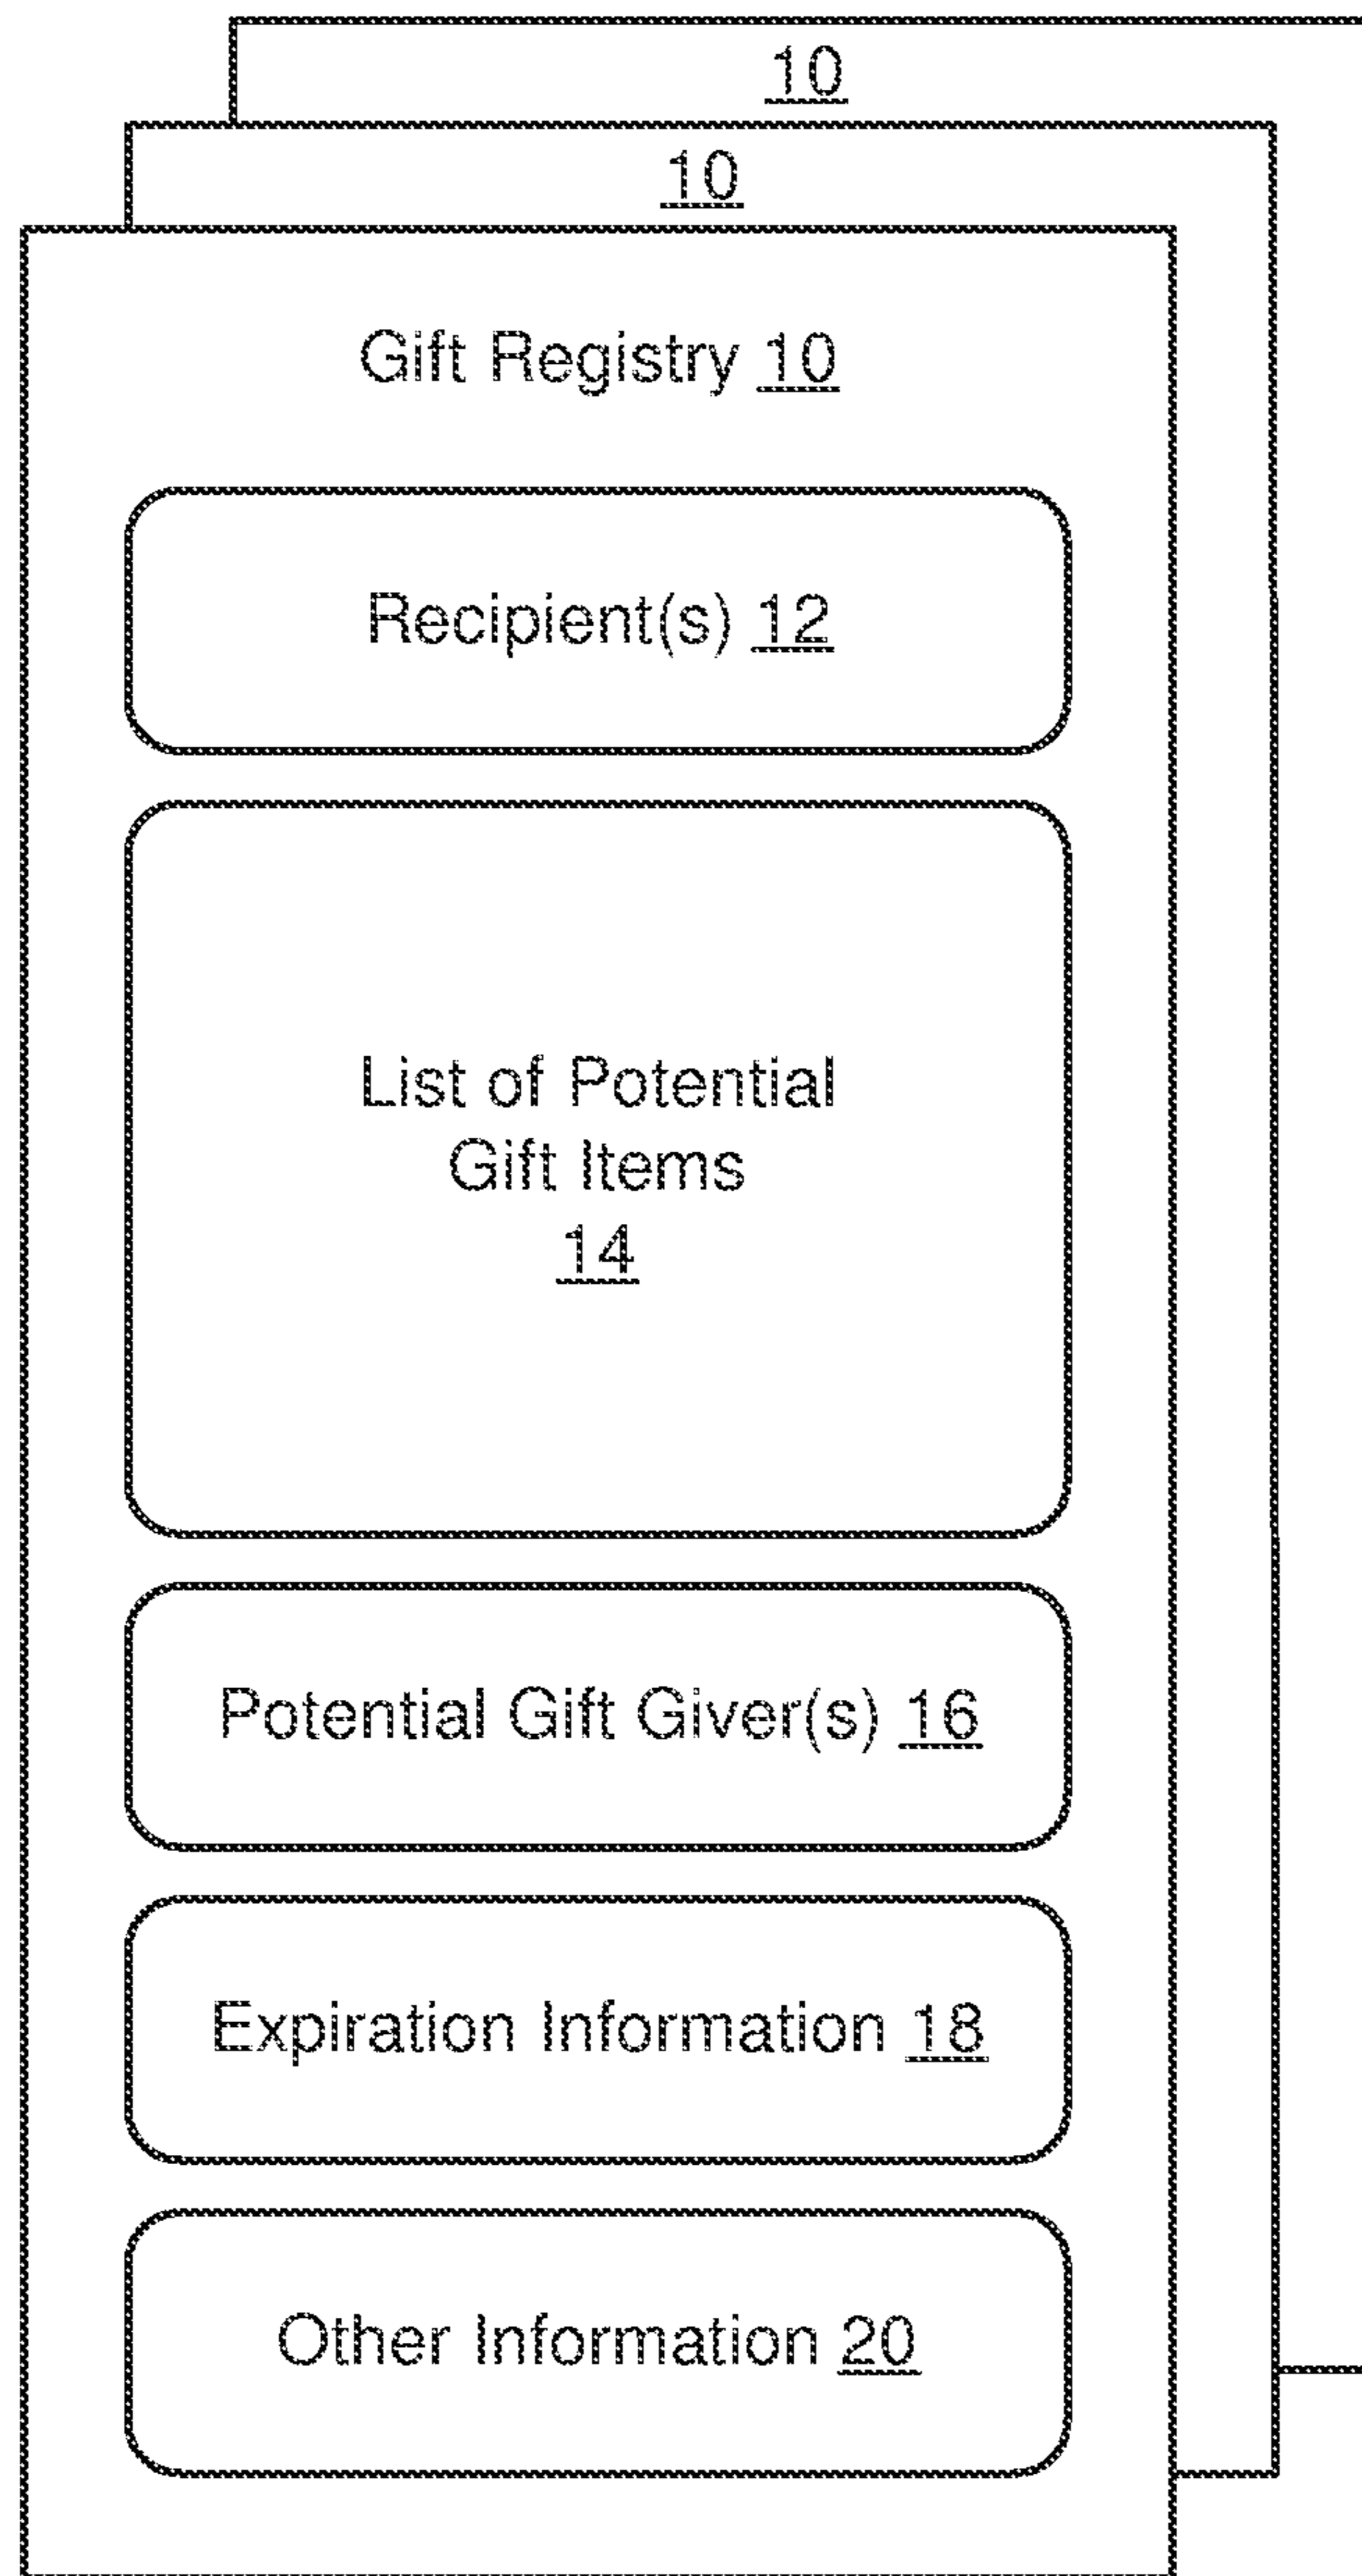 10
10
Gift Registry 10
Recipient(s) 12
List of Potential
Gift Items
14
Potential Gift Giver(s) 16
Expiration Information 18
Other Information 20